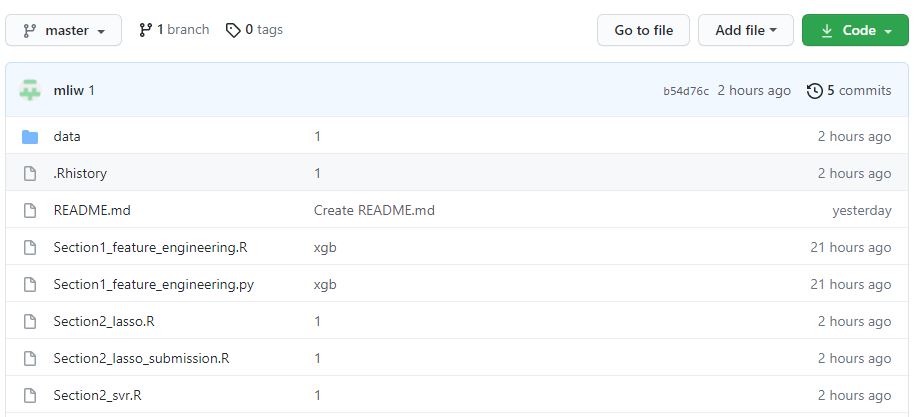 master 1 branch 0 tags Go to file Add file Code
mliw 1 b54d76c 2 hours ago 5 commits
data 1 2 hours ago
.Rhistory 1 2 hours ago
README.md Create README.md yesterday
Section1_feature_engineering.R xgb 21 hours ago
Section1_feature_engineering.py xgb 21 hours ago
Section2_lasso.R 1 2 hours ago
Section2_lasso_submission.R 1 2 hours ago
Section2_svr.R 1 2 hours ago